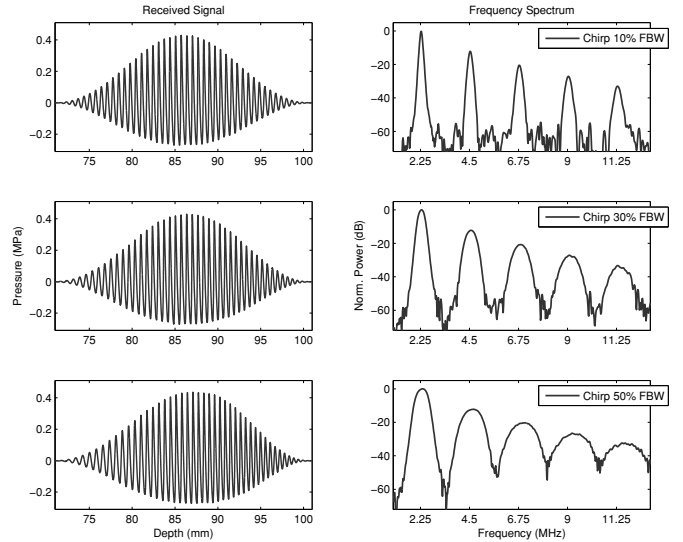 Received Signal
Frequency Spectrum
0.4
0.2
0
−0.2
75 80 85 90 95 100
0
−20
−40
−60
Chirp 10% FBW
2.25 4.5 6.75 9 11.25
Pressure (MPa)
0.4
0.2
0
−0.2
75 80 85 90 95 100
Norm. Power (dB)
0
−20
−40
−60
Chirp 30% FBW
2.25 4.5 6.75 9 11.25
0.4
0.2
0
−0.2
75 80 85 90 95 100
Depth (mm)
0
−20
−40
−60
Chirp 50% FBW
2.25 4.5 6.75 9 11.25
Frequency (MHz)